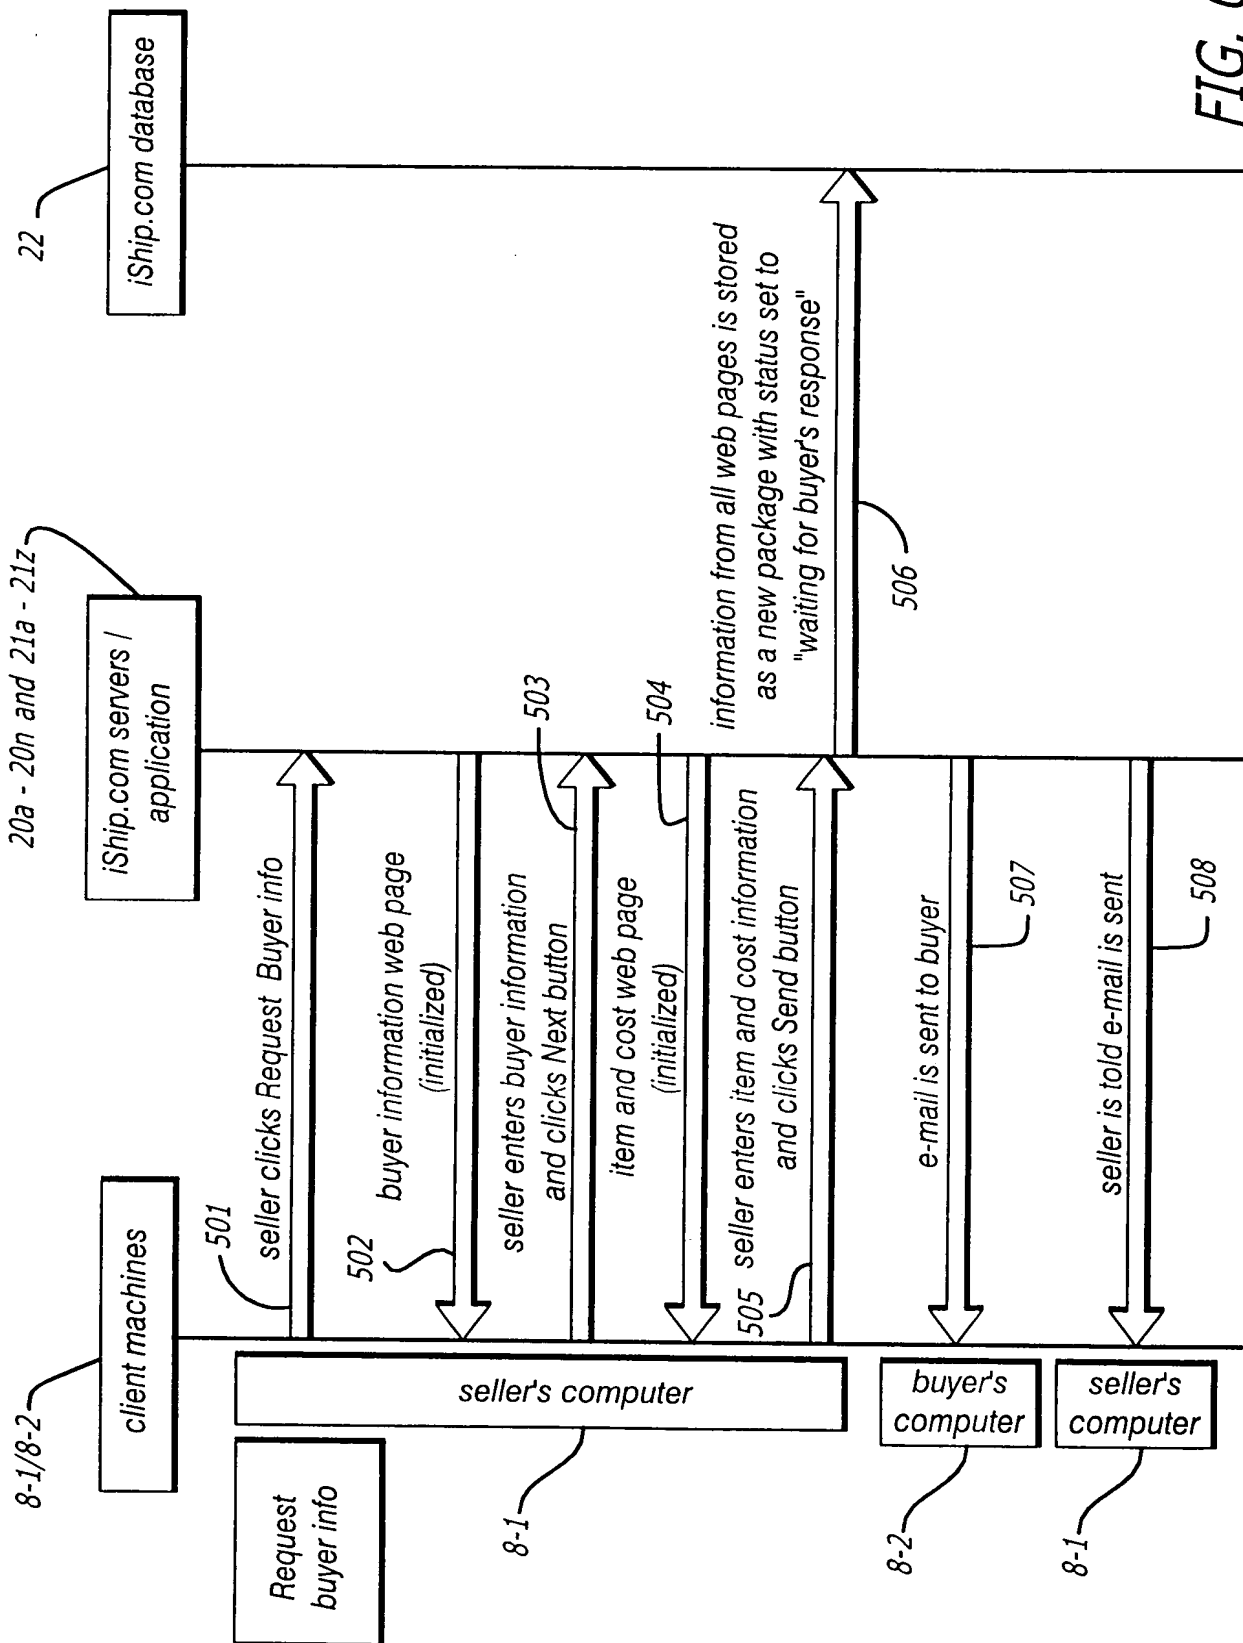 8-1/8-2
client machines
20a - 20n and 21a - 21z
iShip.com servers /
application
22
iShip.com database
Request
buyer info
seller's computer
8-1
501
seller clicks Request Buyer info
502
buyer information web page
(initialized)
seller enters buyer information
and clicks Next button
503
item and cost web page
(initialized)
504
505
seller enters item and cost information
and clicks Send button
information from all web pages is stored
as a new package with status set to
"waiting for buyer's response"
506
buyer's
computer
8-2
e-mail is sent to buyer
507
seller's
computer
8-1
seller is told e-mail is sent
508
FIG.